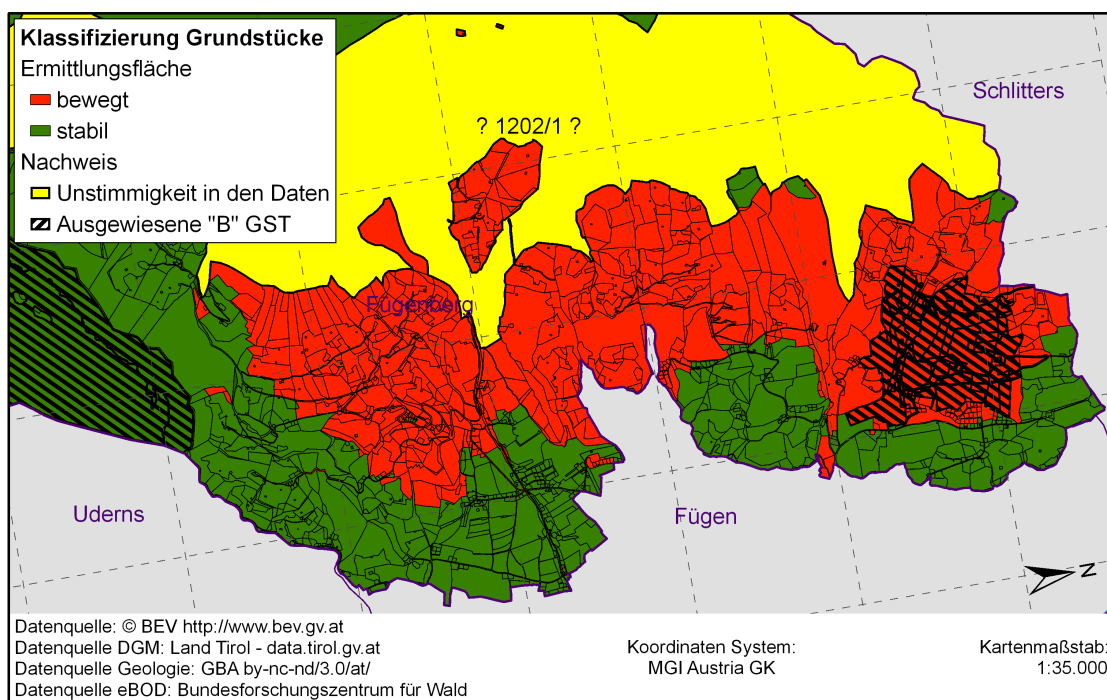 Klassifizierung Grundstücke
Ermittlungsfläche
bewegt
stabil
Nachweis
Unstimmigkeit in den Daten
Ausgewiesene "B" GST
? 1202/1 ?
Schlitters
Fügenberg
Uderns
Fügen
N
Datenquelle: © BEV http://www.bev.gv.at
Datenquelle DGM: Land Tirol - data.tirol.gv.at
Datenquelle Geologie: GBA by-nc-nd/3.0/at/
Datenquelle eBOD: Bundesforschungszentrum für Wald
Koordinaten System:
MGI Austria GK
Kartenmaßstab:
1:35.000